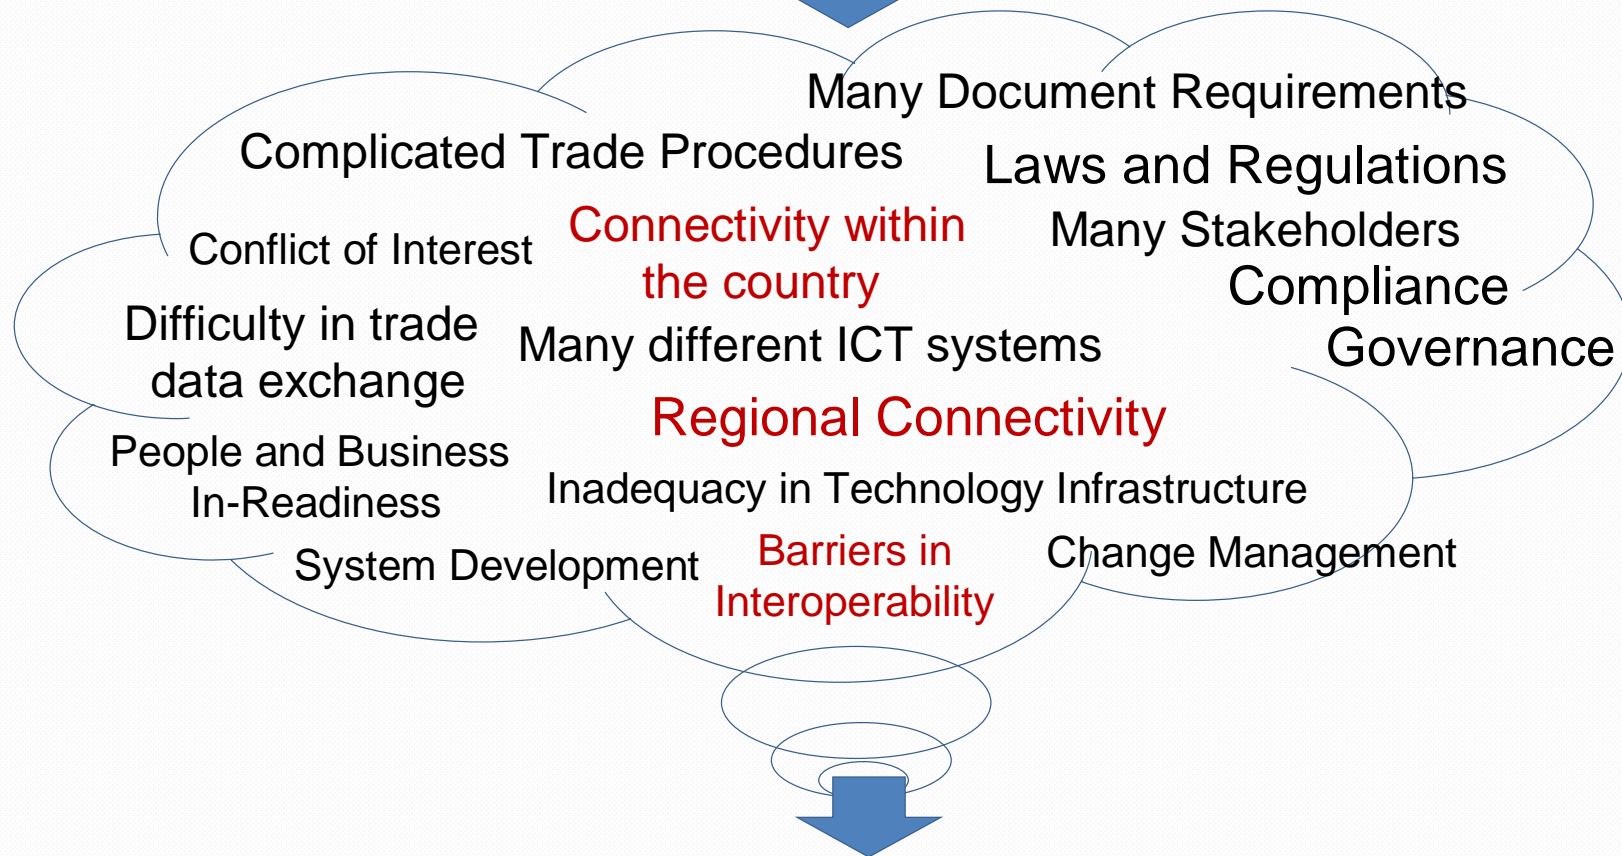 Many Document Requirements
Complicated Trade Procedures
Laws and Regulations
Connectivity within
the country
Many Stakeholders
Conflict of Interest
Compliance
Difficulty in trade
data exchange
Many different ICT systems
Governance
Regional Connectivity
People and Business
In-Readiness
Inadequacy in Technology Infrastructure
System Development
Barriers in
Interoperability
Change Management